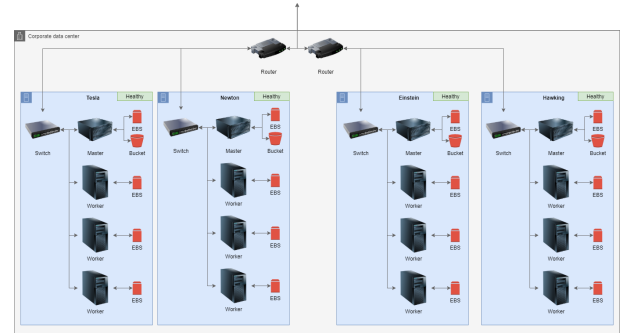 Corporate data center
Router
Router
Tesla
Healthy
EBS
Switch
Master
Bucket
EBS
Worker
EBS
Worker
EBS
Worker
Newton
Healthy
EBS
Switch
Master
Bucket
EBS
Worker
EBS
Worker
EBS
Worker
Einstein
Healthy
EBS
Switch
Master
Bucket
EBS
Worker
EBS
Worker
EBS
Worker
Hawking
Healthy
EBS
Switch
Master
Bucket
EBS
Worker
EBS
Worker
EBS
Worker